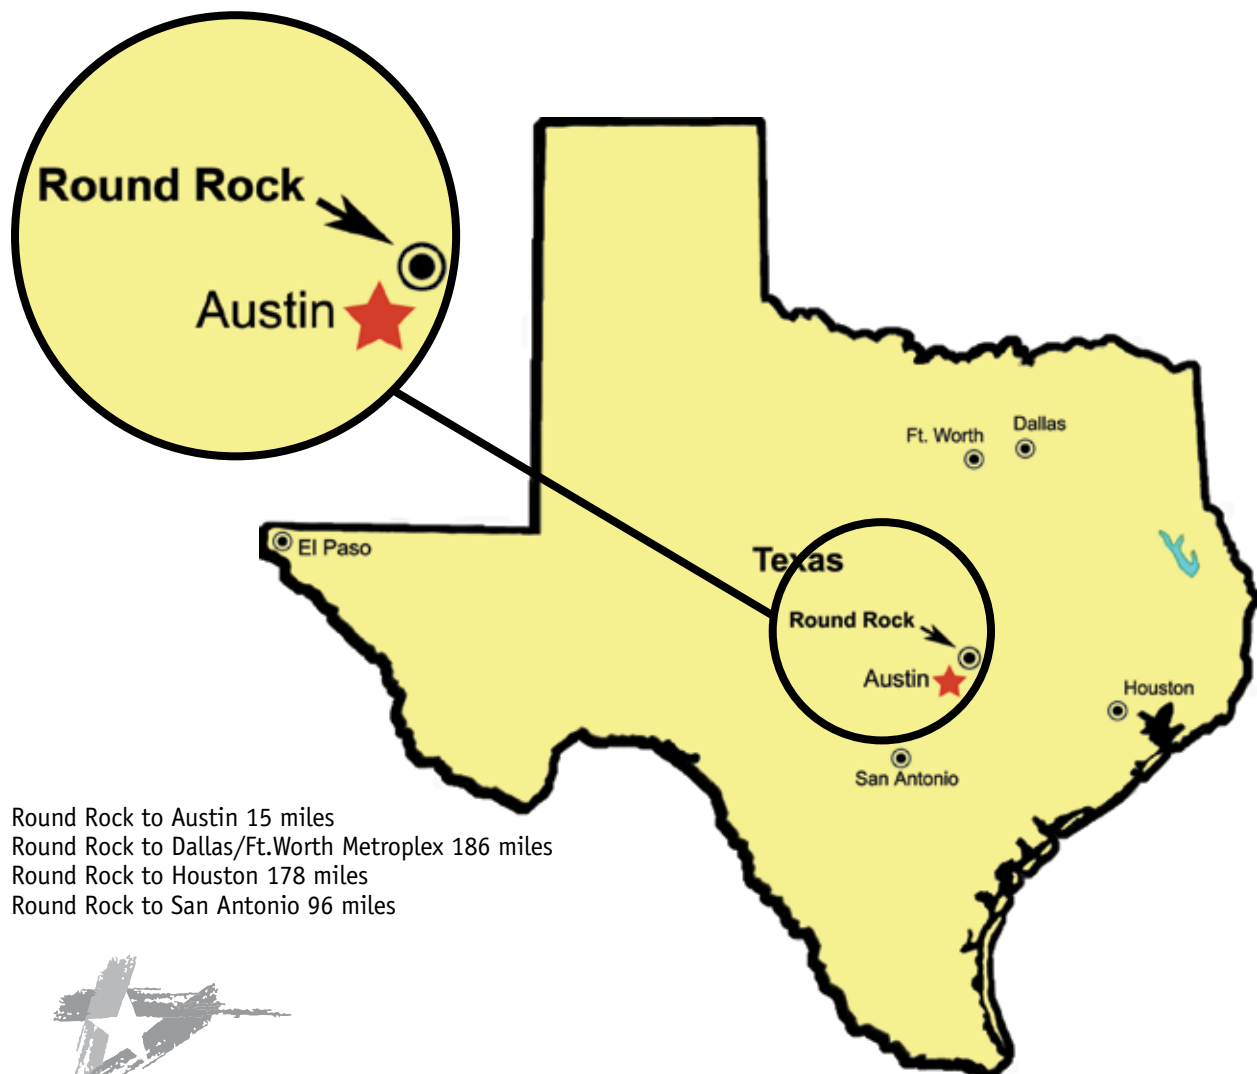 Round Rock
Austin
Ft. Worth
Dallas
El Paso
Texas
Round Rock
Austin
Houston
San Antonio
Round Rock to Austin 15 miles
Round Rock to Dallas/Ft.Worth Metroplex 186 miles
Round Rock to Houston 178 miles
Round Rock to San Antonio 96 miles